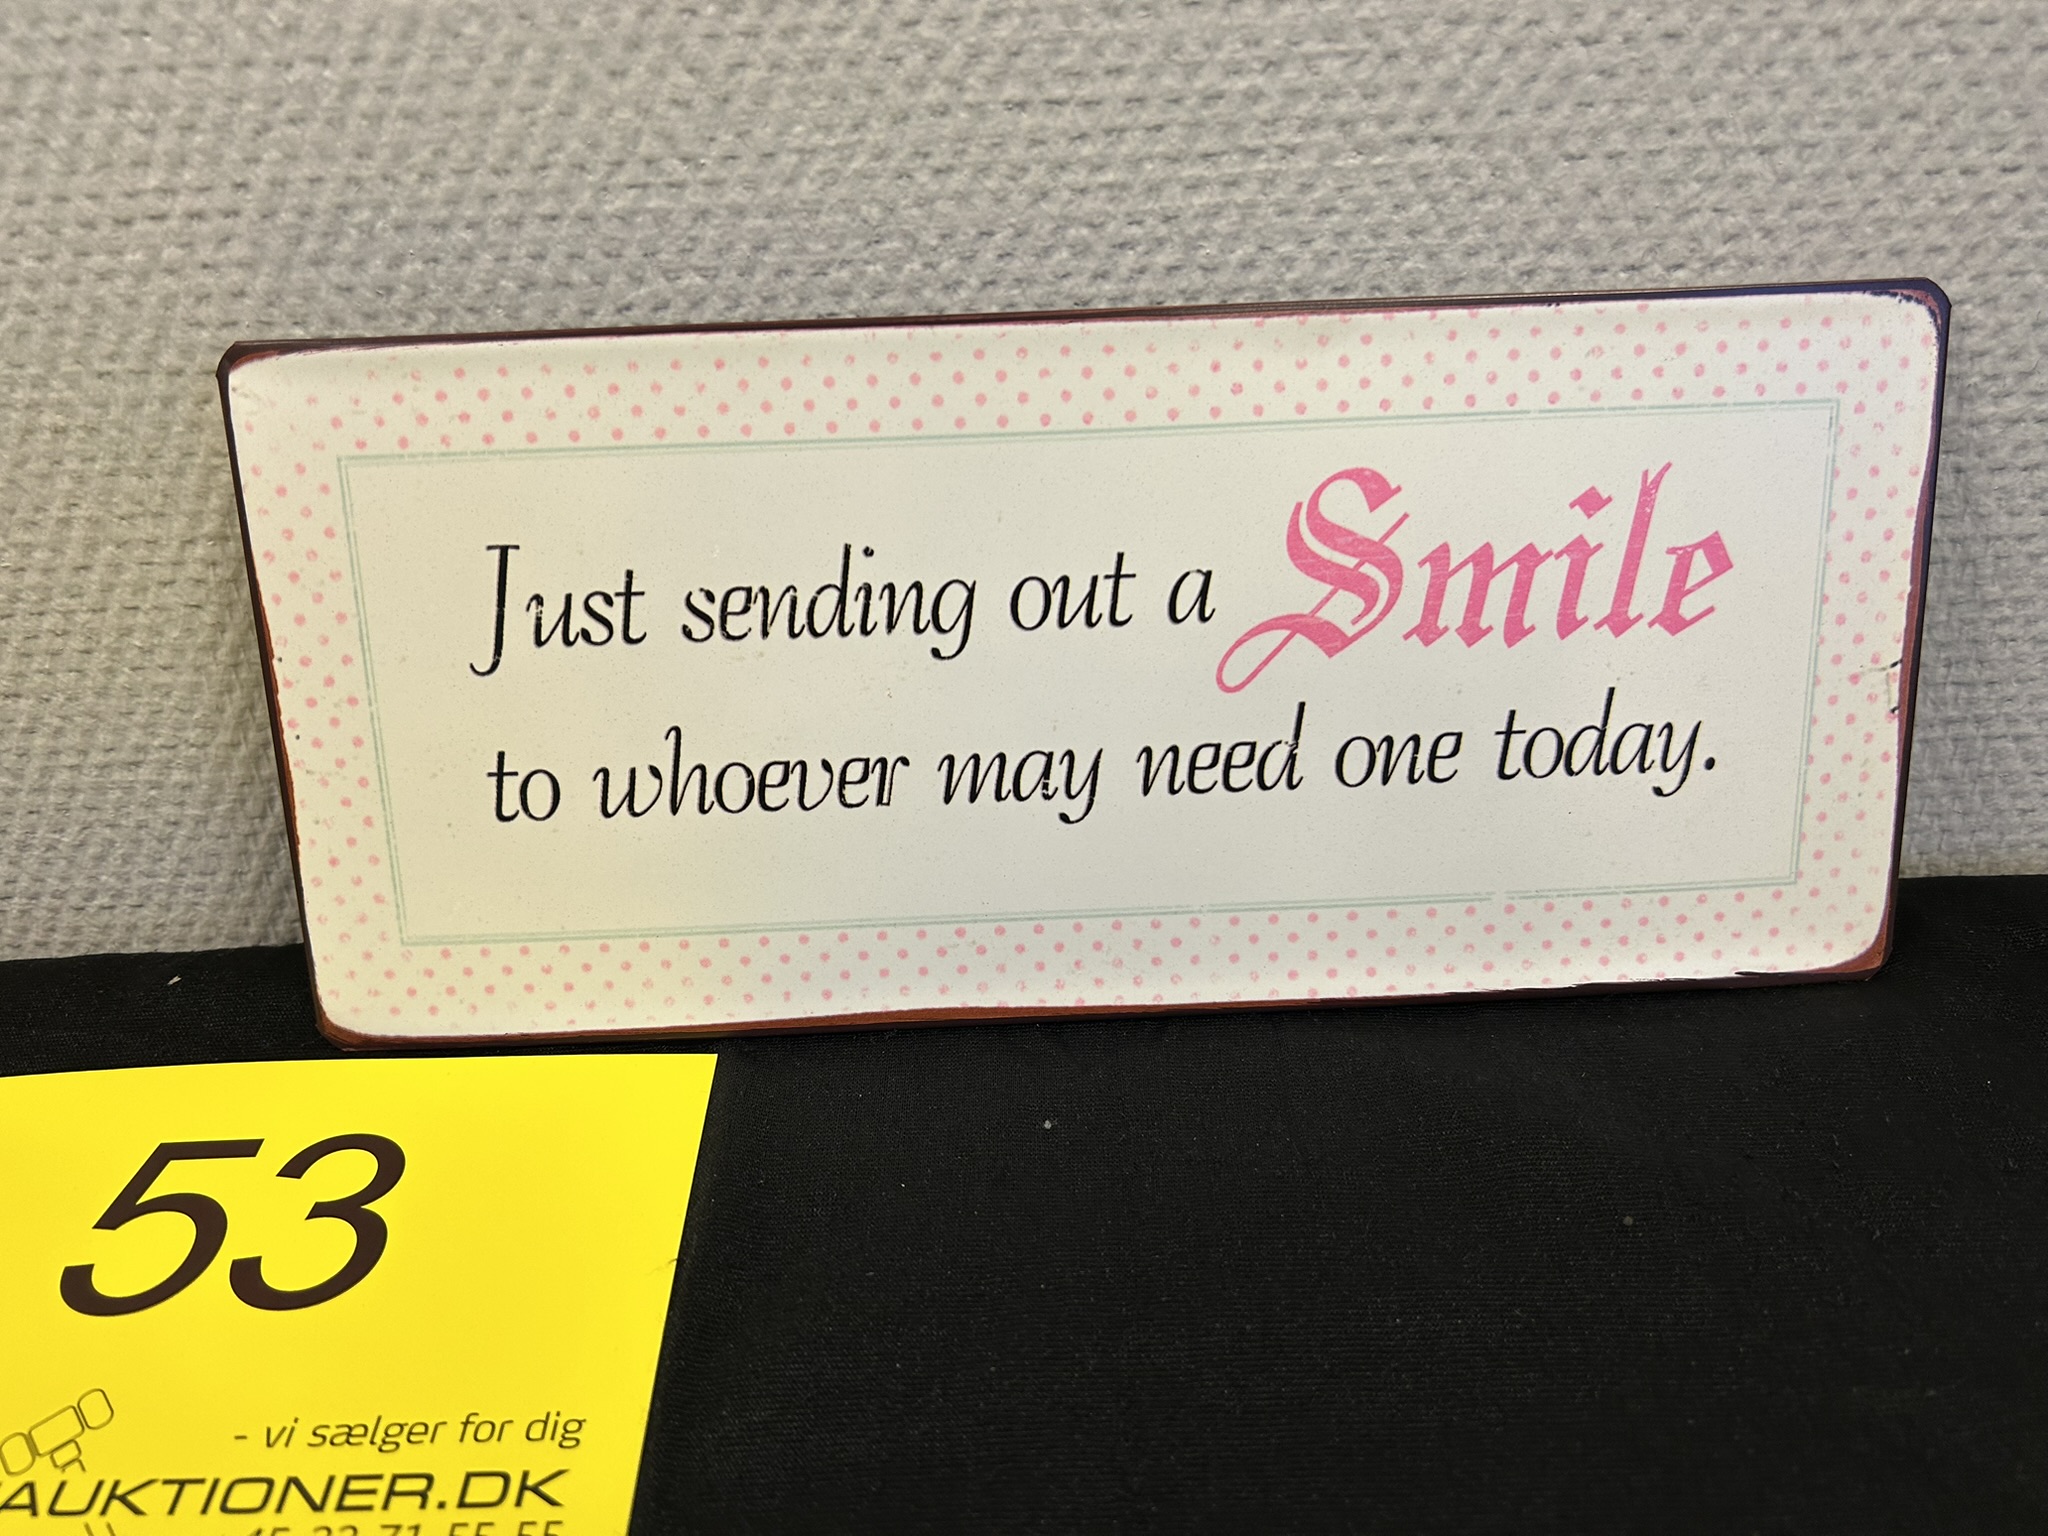 Just sending out a Smile
to whoever may need one today.
53
- vi sælger for dig
AUKTIONER.DK